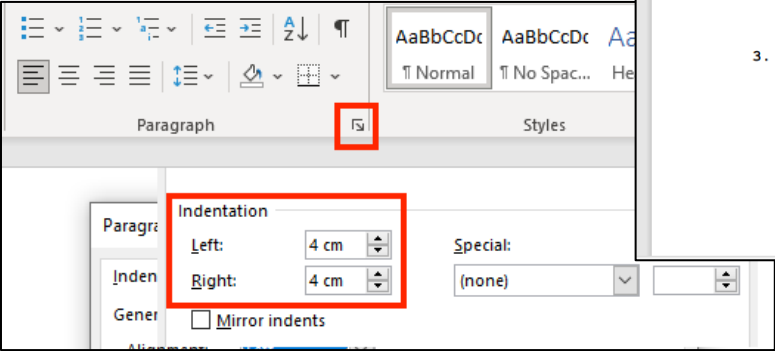 AaBbCcDc AaBbCcDc Aa
¶ Normal ¶ No Spac... He
3.
Paragraph
Styles
Indentation
Paragra
Left: 4 cm Special:
Inden Right: 4 cm (none)
Gener Mirror indents